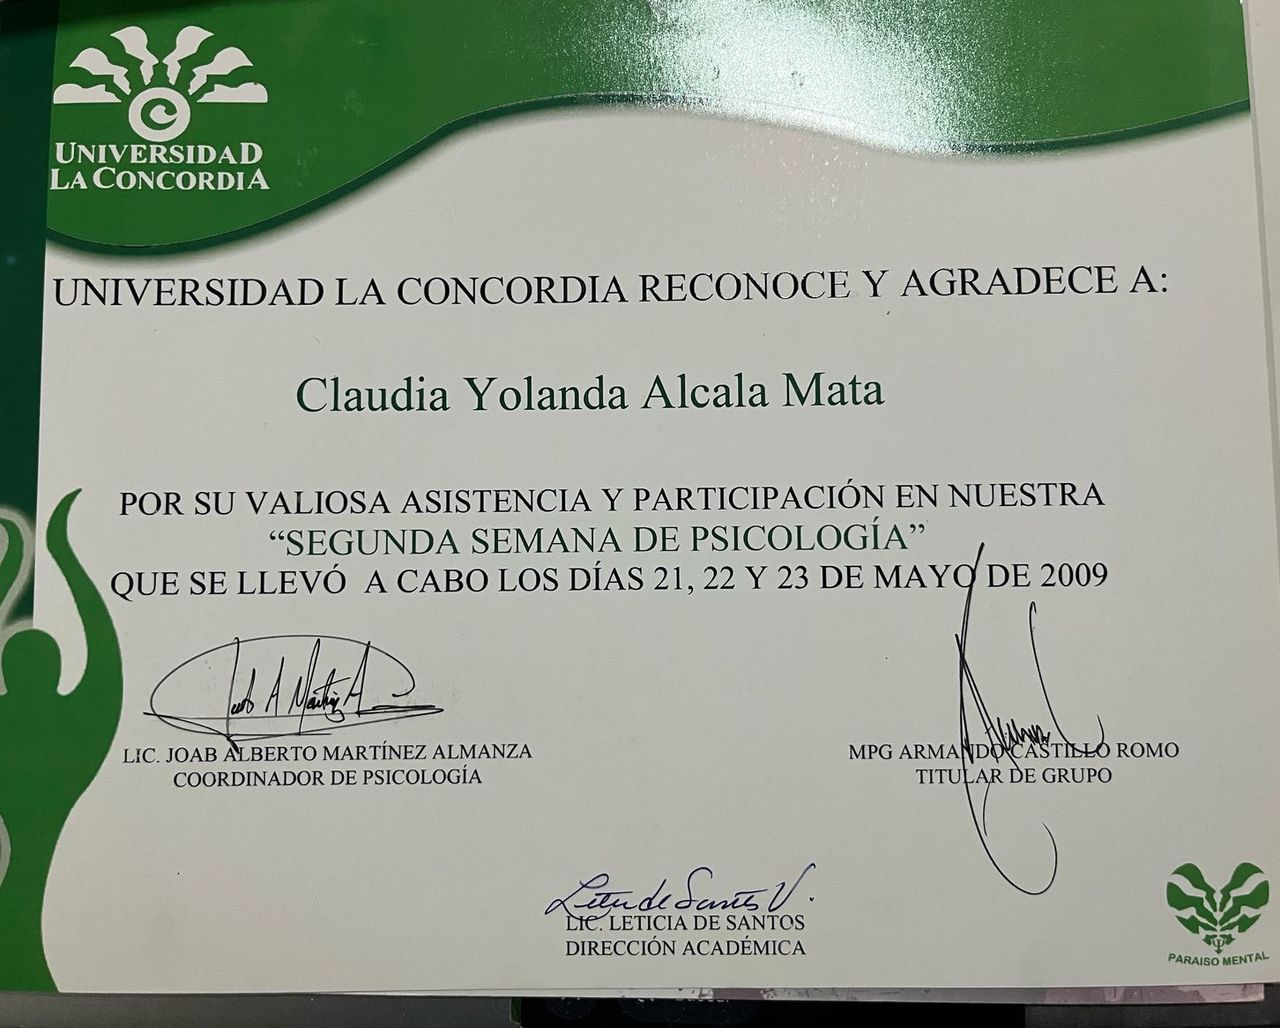 UNIVERSIDAD
LA CONCORDIA
UNIVERSIDAD LA CONCORDIA RECONOCE Y AGRADECE A:
Claudia Yolanda Alcala Mata
POR SU VALIOSA ASISTENCIA Y PARTICIPACIÓN EN NUESTRA
“SEGUNDA SEMANA DE PSICOLOGÍA”
QUE SE LLEVÓ A CABO LOS DÍAS 21, 22 Y 23 DE MAYO DE 2009
LIC. JOAB ALBERTO MARTÍNEZ ALMANZA
COORDINADOR DE PSICOLOGÍA
MPG ARMANDO CASTILLO ROMO
TITULAR DE GRUPO
LIC. LETICIA DE SANTOS
DIRECCIÓN ACADÉMICA
PARAISO MENTAL